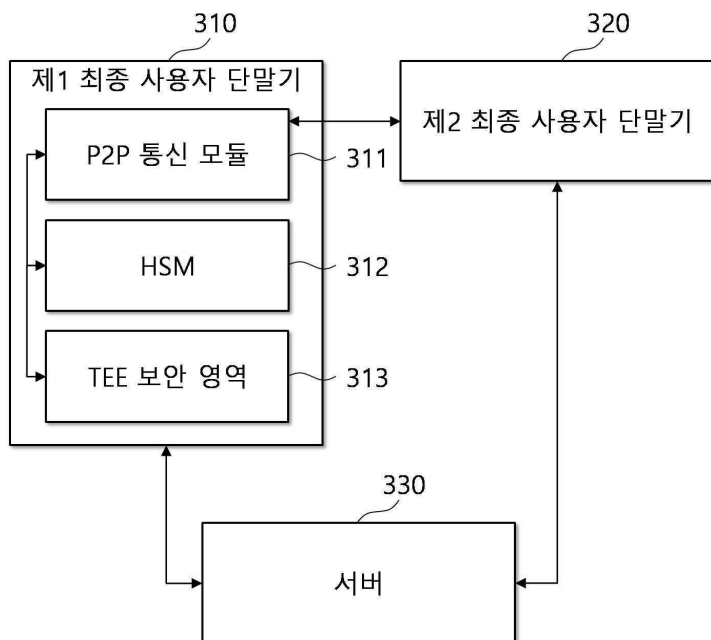 310
제1 최종 사용자 단말기
P2P 통신 모듈
311
HSM
312
TEE 보안 영역
313
320
제2 최종 사용자 단말기
330
서버